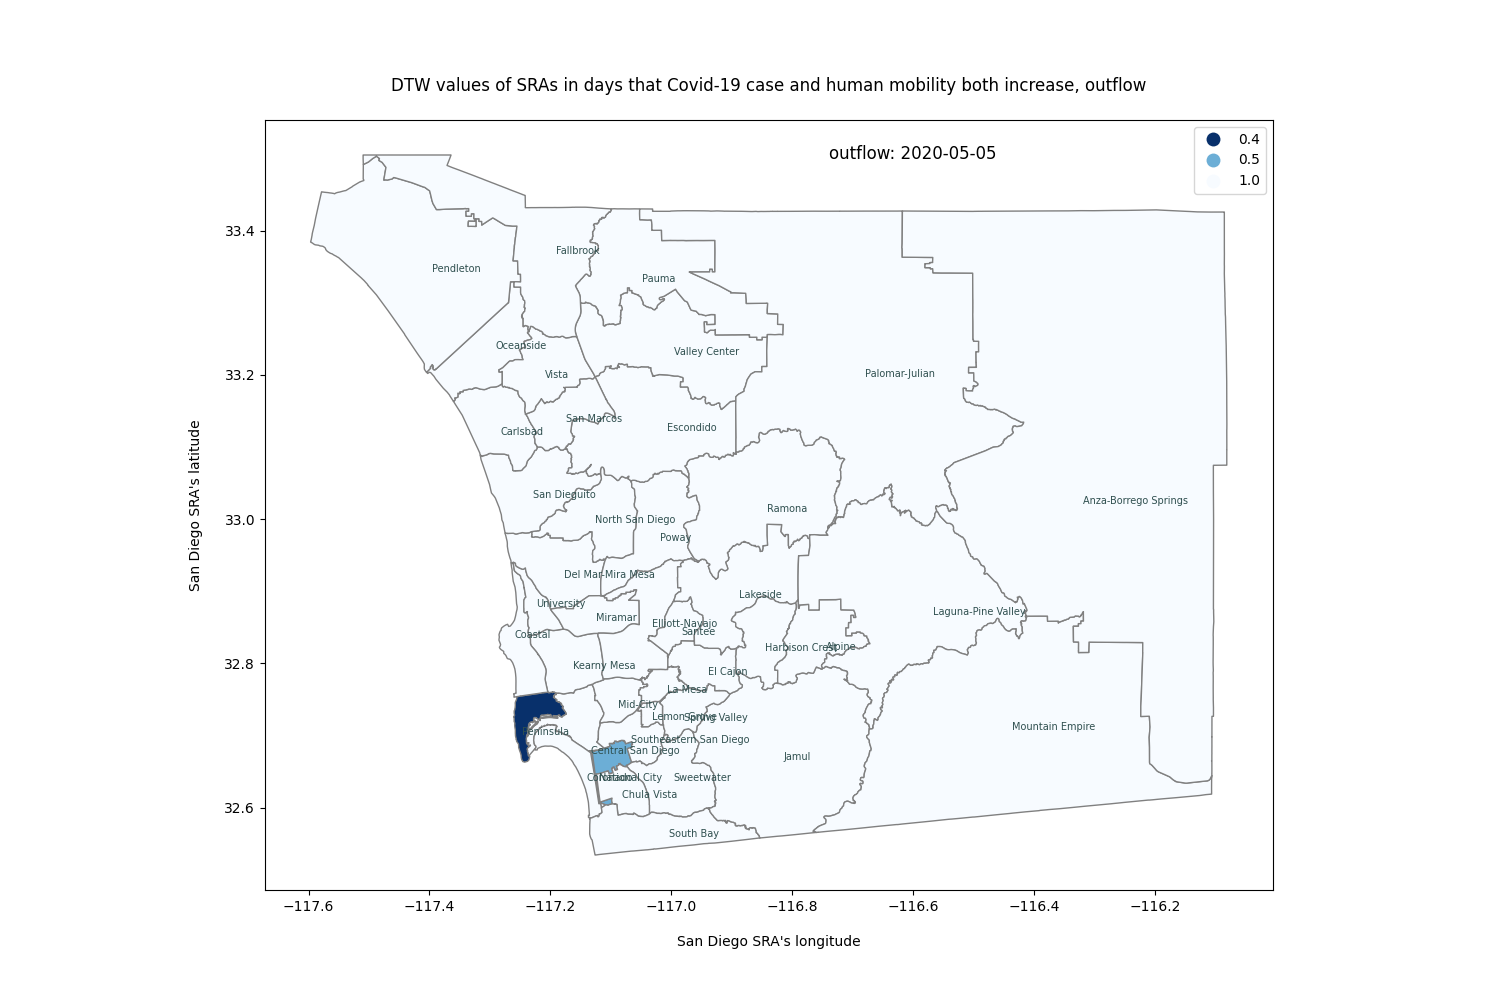 DTW values of SRAs in days that Covid-19 case and human mobility both increase, outflow
outflow: 2020-05-05
0.4
0.5
1.0
33.4
33.2
33.0
32.8
32.6
San Diego SRA's latitude
Fallbrook
Pendleton
Pauma
Oceanside
Valley Center
Vista
Palomar-Julian
San Marcos
Carlsbad
Escondido
San Dieguito
Anza-Borrego Springs
Ramona
North San Diego
Poway
Del Mar-Mira Mesa
Lakeside
University
Laguna-Pine Valley
Miramar
Elliott-Navajo
Santee
Coastal
Harbison Crest
Alpine
Kearny Mesa
El Cajon
La Mesa
Mid-City
Lemon Grove
Spring Valley
Mountain Empire
Peninsula
Southeastern San Diego
Central San Diego
Jamul
Coronado
National City
Sweetwater
Chula Vista
South Bay
−117.6 −117.4 −117.2 −117.0 −116.8 −116.6 −116.4 −116.2
San Diego SRA's longitude